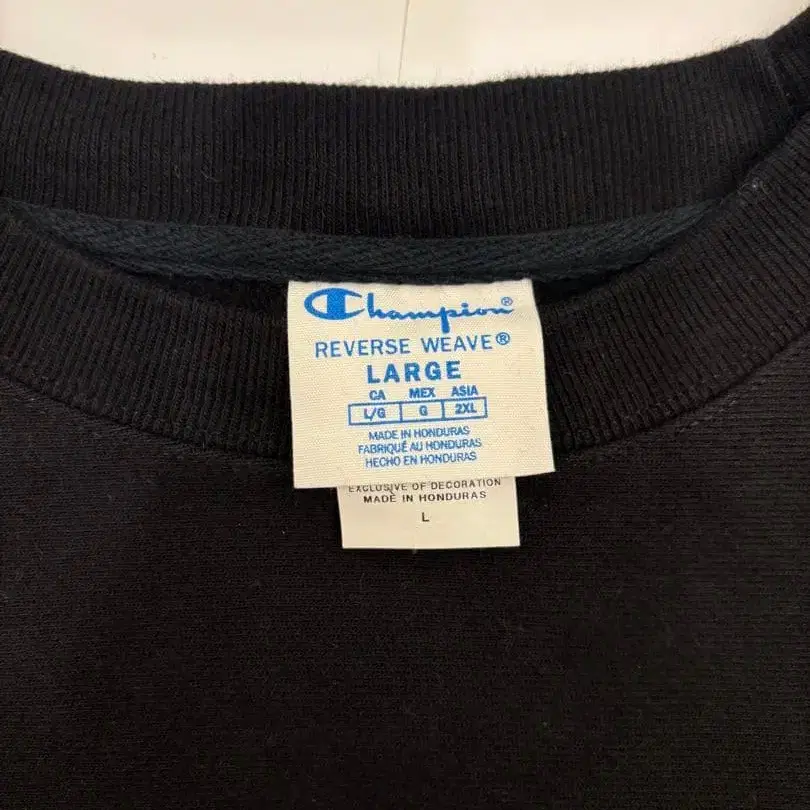 Champion®
REVERSE WEAVE®
LARGE
CA MEX ASIA
L/G G 2XL
MADE IN HONDURAS
FABRIQUÉ AU HONDURAS
HECHO EN HONDURAS
EXCLUSIVE OF DECORATION
MADE IN HONDURAS
L